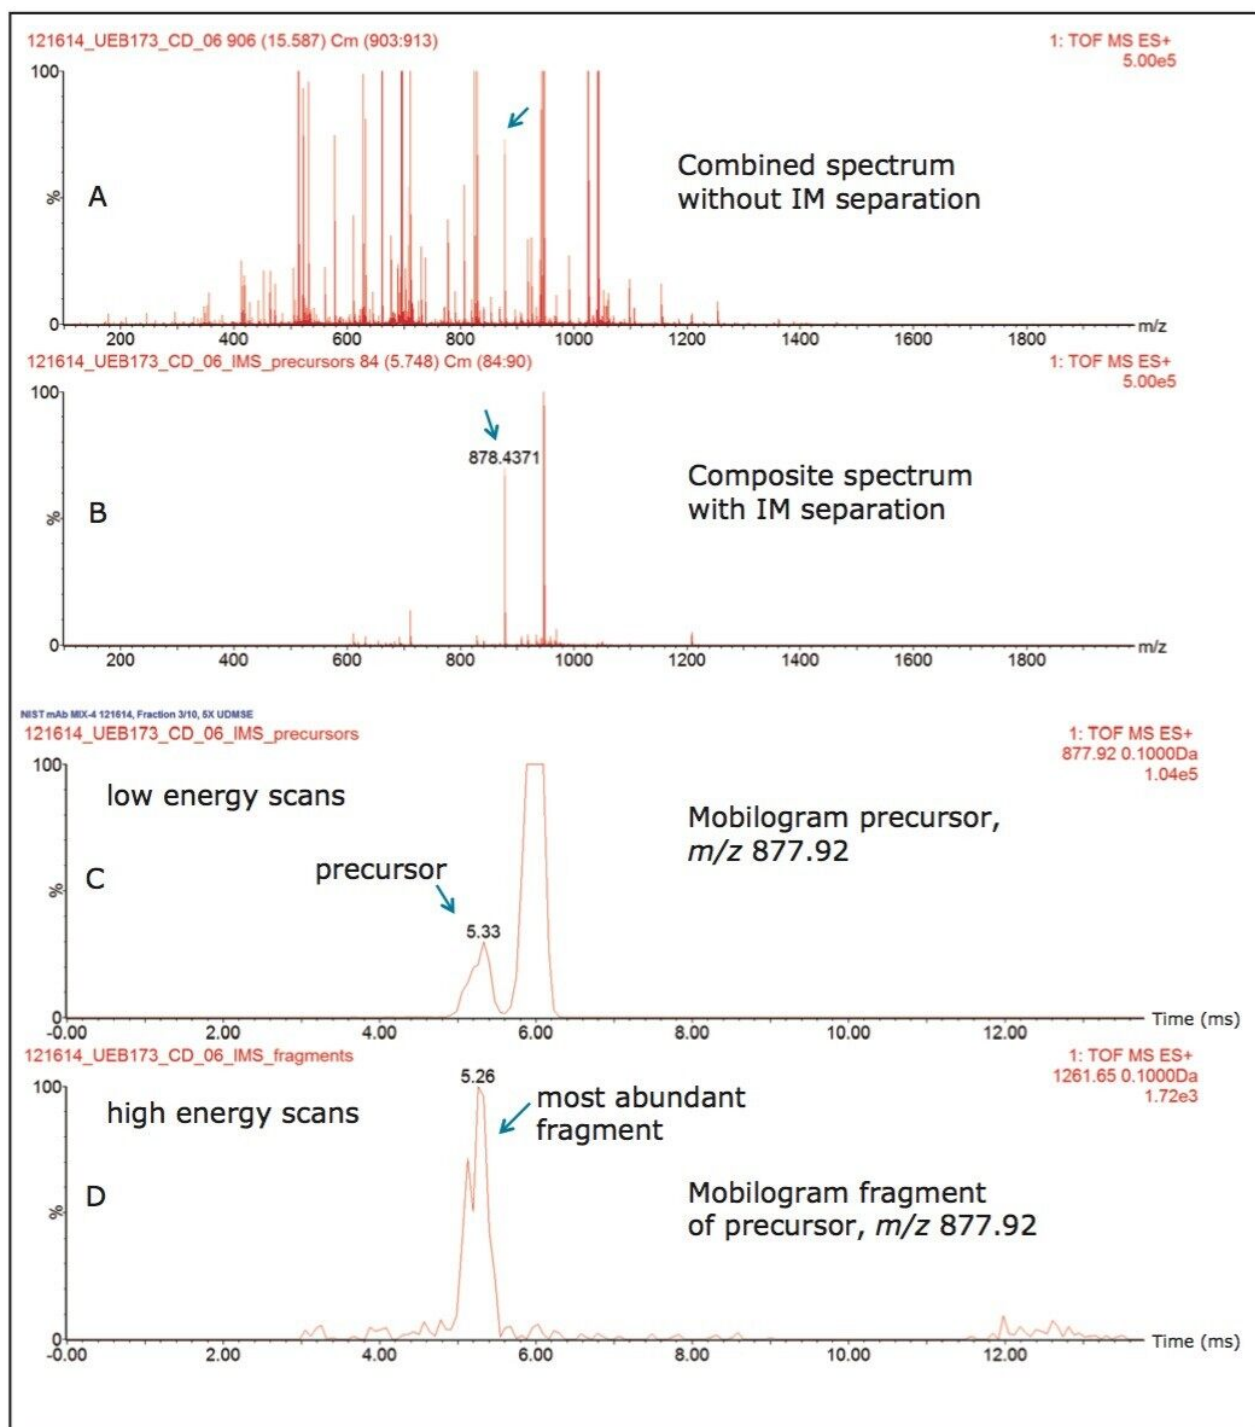 121614_UEB173_CD_06 906 (15.587) Cm (903:913)
1: TOF MS ES+
5.00e5
100
%
0
A
Combined spectrum
without IM separation
200 400 600 800 1000 1200 1400 1600 1800 m/z
121614_UEB173_CD_06_IMS_precursors 84 (5.748) Cm (84:90)
1: TOF MS ES+
5.00e5
100
%
0
878.4371
B
Composite spectrum
with IM separation
200 400 600 800 1000 1200 1400 1600 1800 m/z
NIST mAb MIX-4 121614, Fraction 3/10, 5X UDMSE
121614_UEB173_CD_06_IMS_precursors
1: TOF MS ES+
877.92 0.1000Da
1.04e5
100
%
0
low energy scans
Mobilogram precursor,
m/z 877.92
precursor
C
5.33
-0.00 2.00 4.00 6.00 8.00 10.00 12.00 Time (ms)
121614_UEB173_CD_06_IMS_fragments
1: TOF MS ES+
1261.65 0.1000Da
1.72e3
100
%
0
5.26
high energy scans
most abundant
fragment
D
Mobilogram fragment
of precursor, m/z 877.92
-0.00 2.00 4.00 6.00 8.00 10.00 12.00 Time (ms)